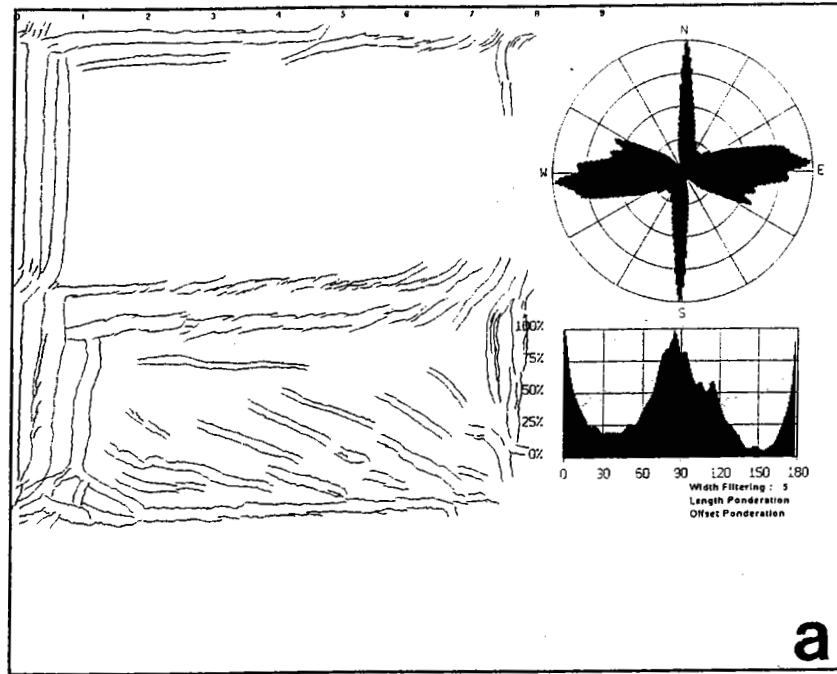 0 1 2 3 4 5 6 7 8 9
N
W E
S
100%
75%
50%
25%
0%
0 30 60 90 120 150 180
Width Filtering : 5
Length Ponderation
Offset Ponderation
a